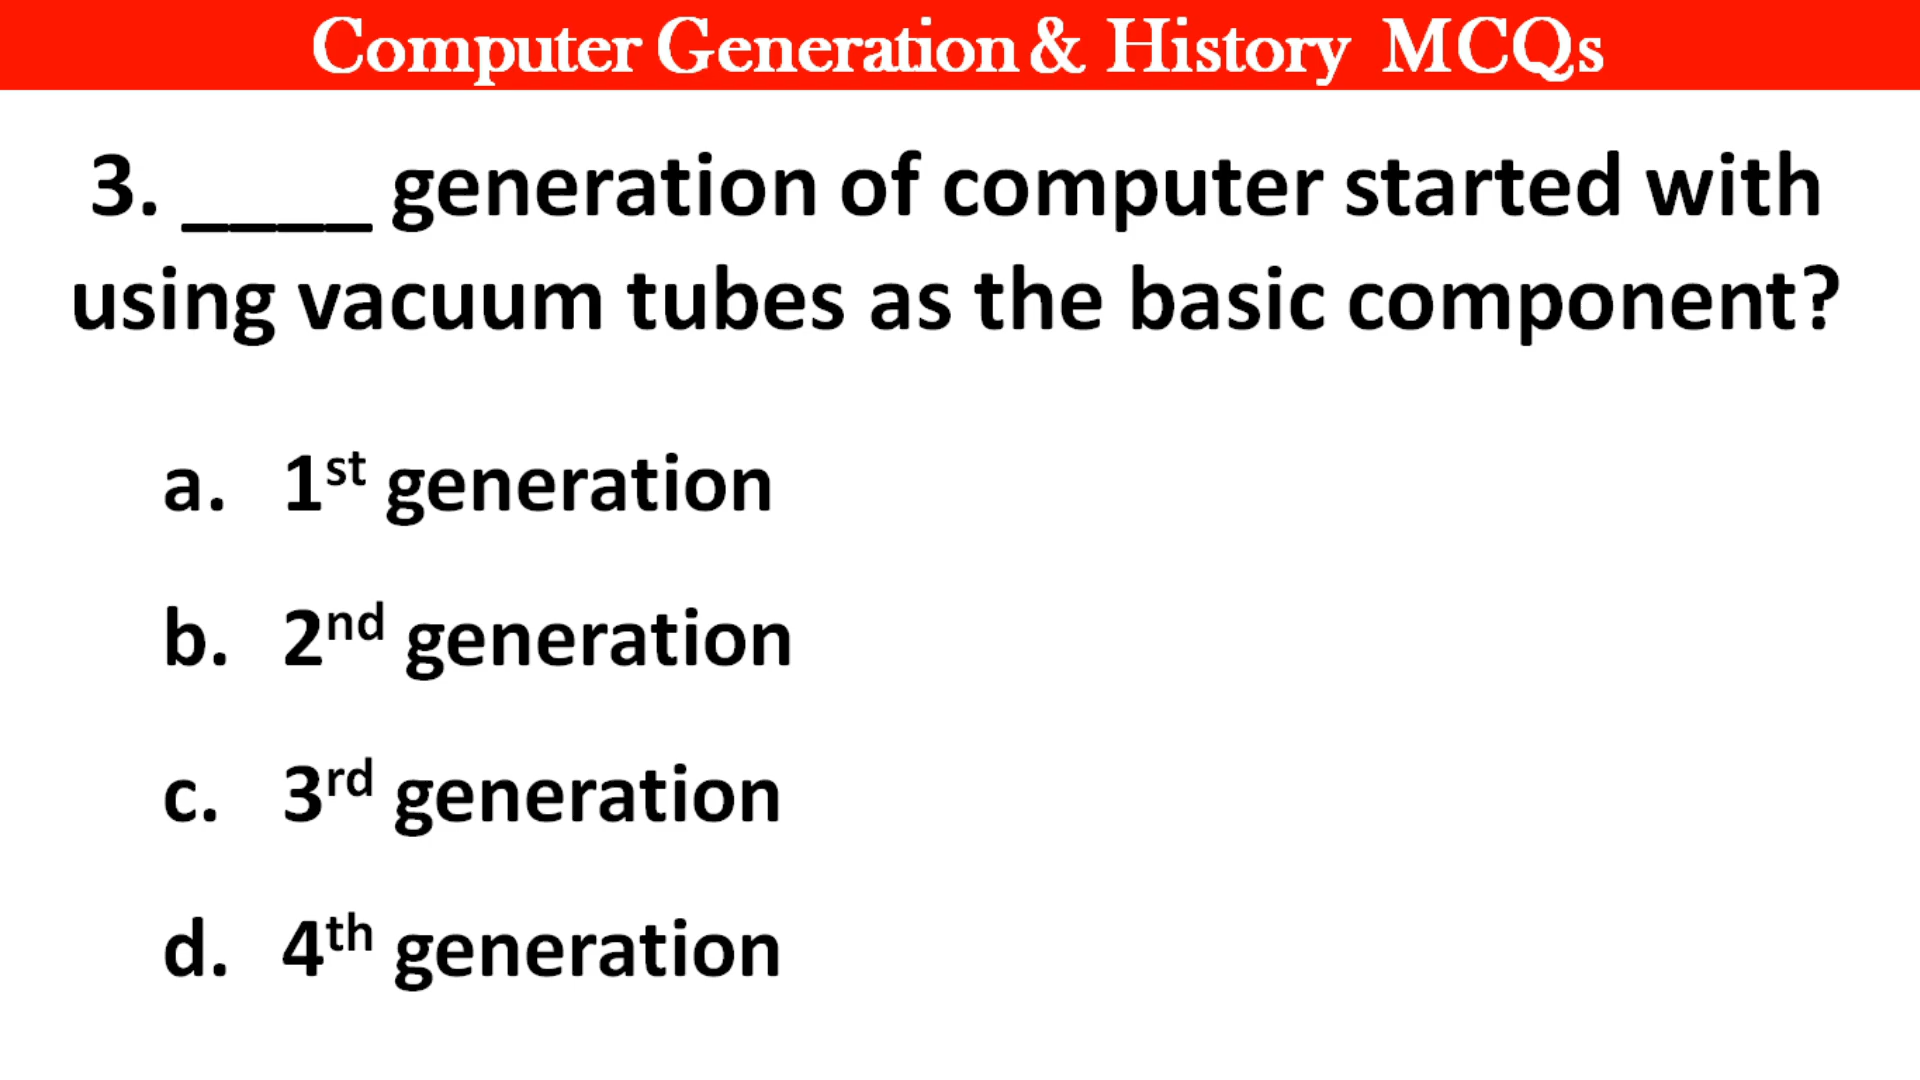 Computer Generation & History MCQs
3. ____ generation of computer started with
using vacuum tubes as the basic component?
a. 1st generation
b. 2nd generation
c. 3rd generation
d. 4th generation